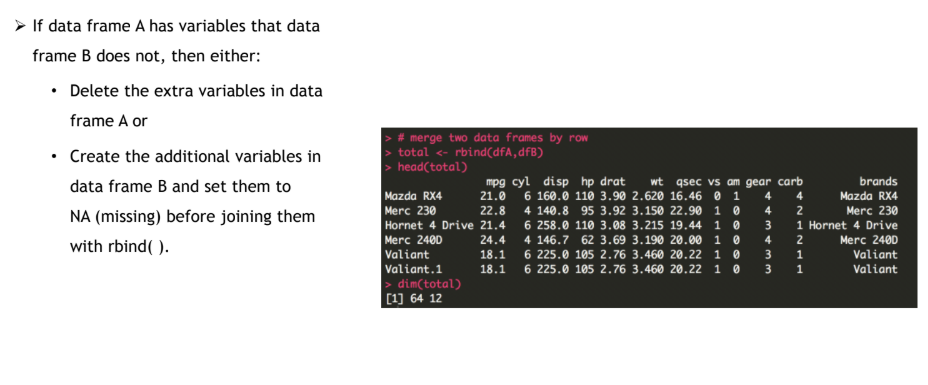 ➢ If data frame A has variables that data
frame B does not, then either:
• Delete the extra variables in data
frame A or
• Create the additional variables in
data frame B and set them to
NA (missing) before joining them
with rbind( ).
> # merge two data frames by row
> total <- rbind(dfA,dfB)
> head(total)
mpg cyl disp hp drat wt qsec vs am gear carb brands
Mazda RX4 21.0 6 160.0 110 3.90 2.620 16.46 0 1 4 4 Mazda RX4
Merc 230 22.8 4 140.8 95 3.92 3.150 22.90 1 0 4 2 Merc 230
Hornet 4 Drive 21.4 6 258.0 110 3.08 3.215 19.44 1 0 3 1 Hornet 4 Drive
Merc 240D 24.4 4 146.7 62 3.69 3.190 20.00 1 0 4 2 Merc 240D
Valiant 18.1 6 225.0 105 2.76 3.460 20.22 1 0 3 1 Valiant
Valiant.1 18.1 6 225.0 105 2.76 3.460 20.22 1 0 3 1 Valiant
> dim(total)
[1] 64 12